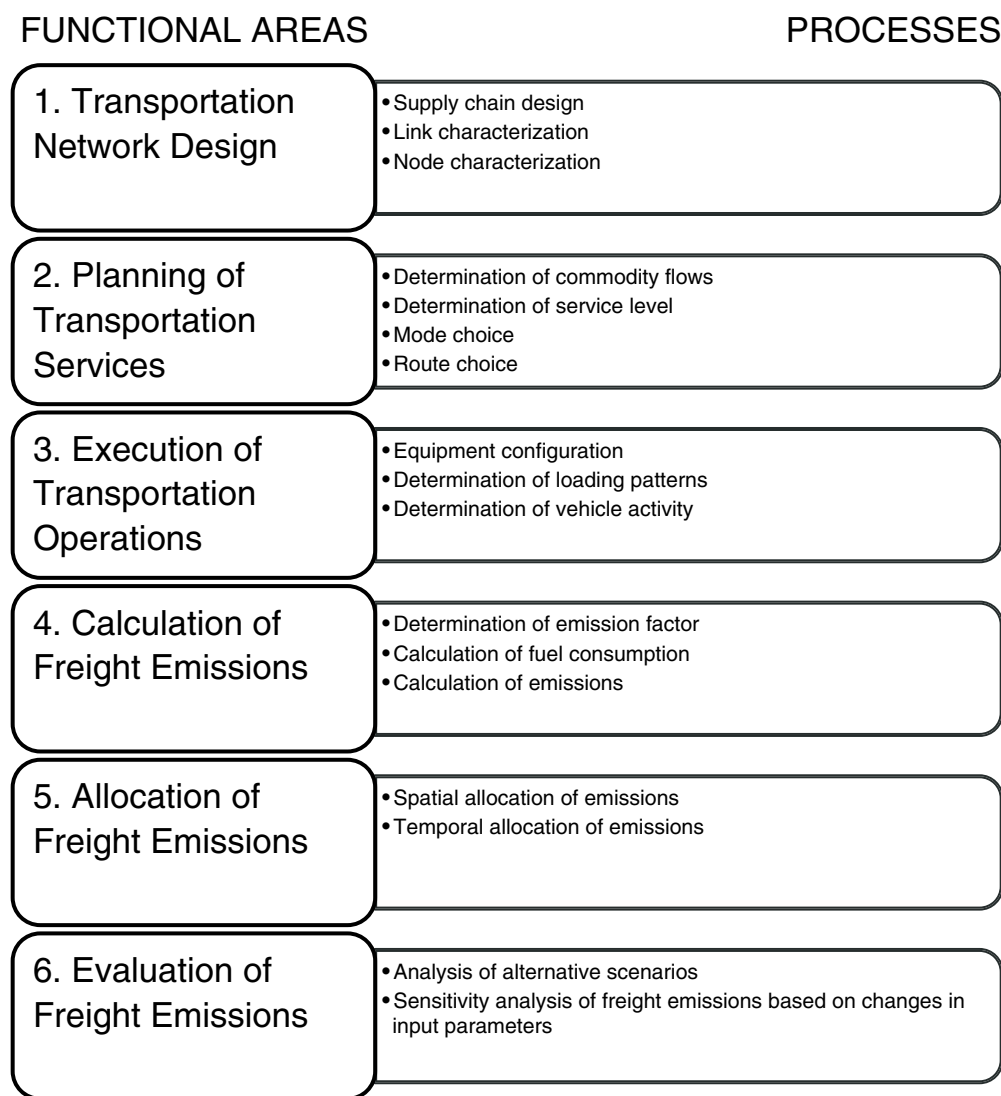 FUNCTIONAL AREAS
PROCESSES
1. Transportation
Network Design
•Supply chain design
•Link characterization
•Node characterization
2. Planning of
Transportation
Services
•Determination of commodity flows
•Determination of service level
•Mode choice
•Route choice
3. Execution of
Transportation
Operations
•Equipment configuration
•Determination of loading patterns
•Determination of vehicle activity
4. Calculation of
Freight Emissions
•Determination of emission factor
•Calculation of fuel consumption
•Calculation of emissions
5. Allocation of
Freight Emissions
•Spatial allocation of emissions
•Temporal allocation of emissions
6. Evaluation of
Freight Emissions
•Analysis of alternative scenarios
•Sensitivity analysis of freight emissions based on changes in
input parameters